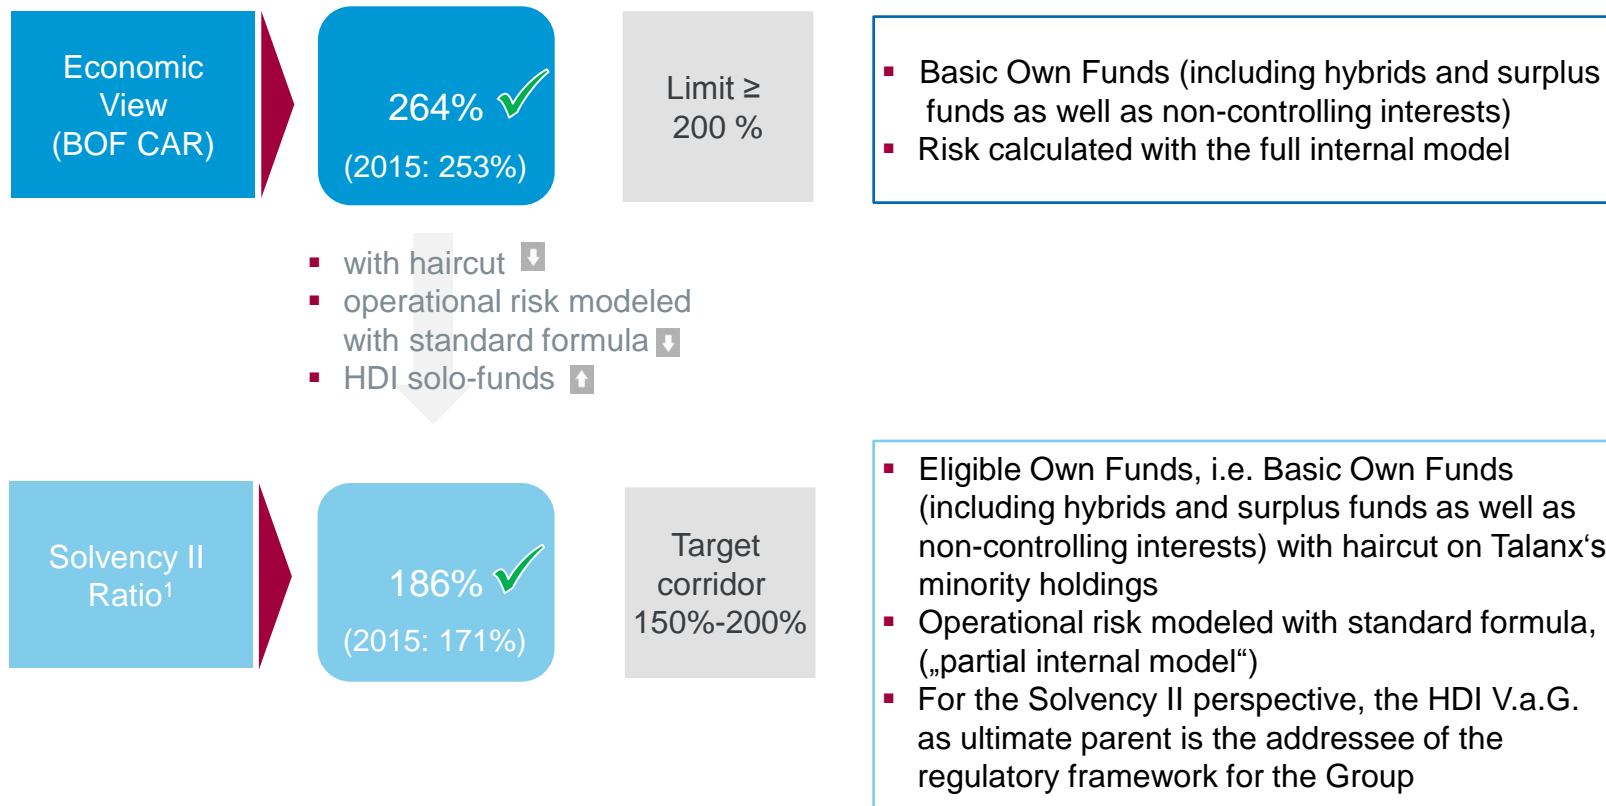 Economic
View
(BOF CAR)
264%
(2015: 253%)
Limit ≥
200 %
▪ Basic Own Funds (including hybrids and surplus
funds as well as non-controlling interests)
▪ Risk calculated with the full internal model
▪ with haircut
▪ operational risk modeled
with standard formula
▪ HDI solo-funds
Solvency II
Ratio¹
186%
(2015: 171%)
Target
corridor
150%-200%
▪ Eligible Own Funds, i.e. Basic Own Funds
(including hybrids and surplus funds as well as
non-controlling interests) with haircut on Talanx‘s
minority holdings
▪ Operational risk modeled with standard formula,
(„partial internal model“)
▪ For the Solvency II perspective, the HDI V.a.G.
as ultimate parent is the addressee of the
regulatory framework for the Group